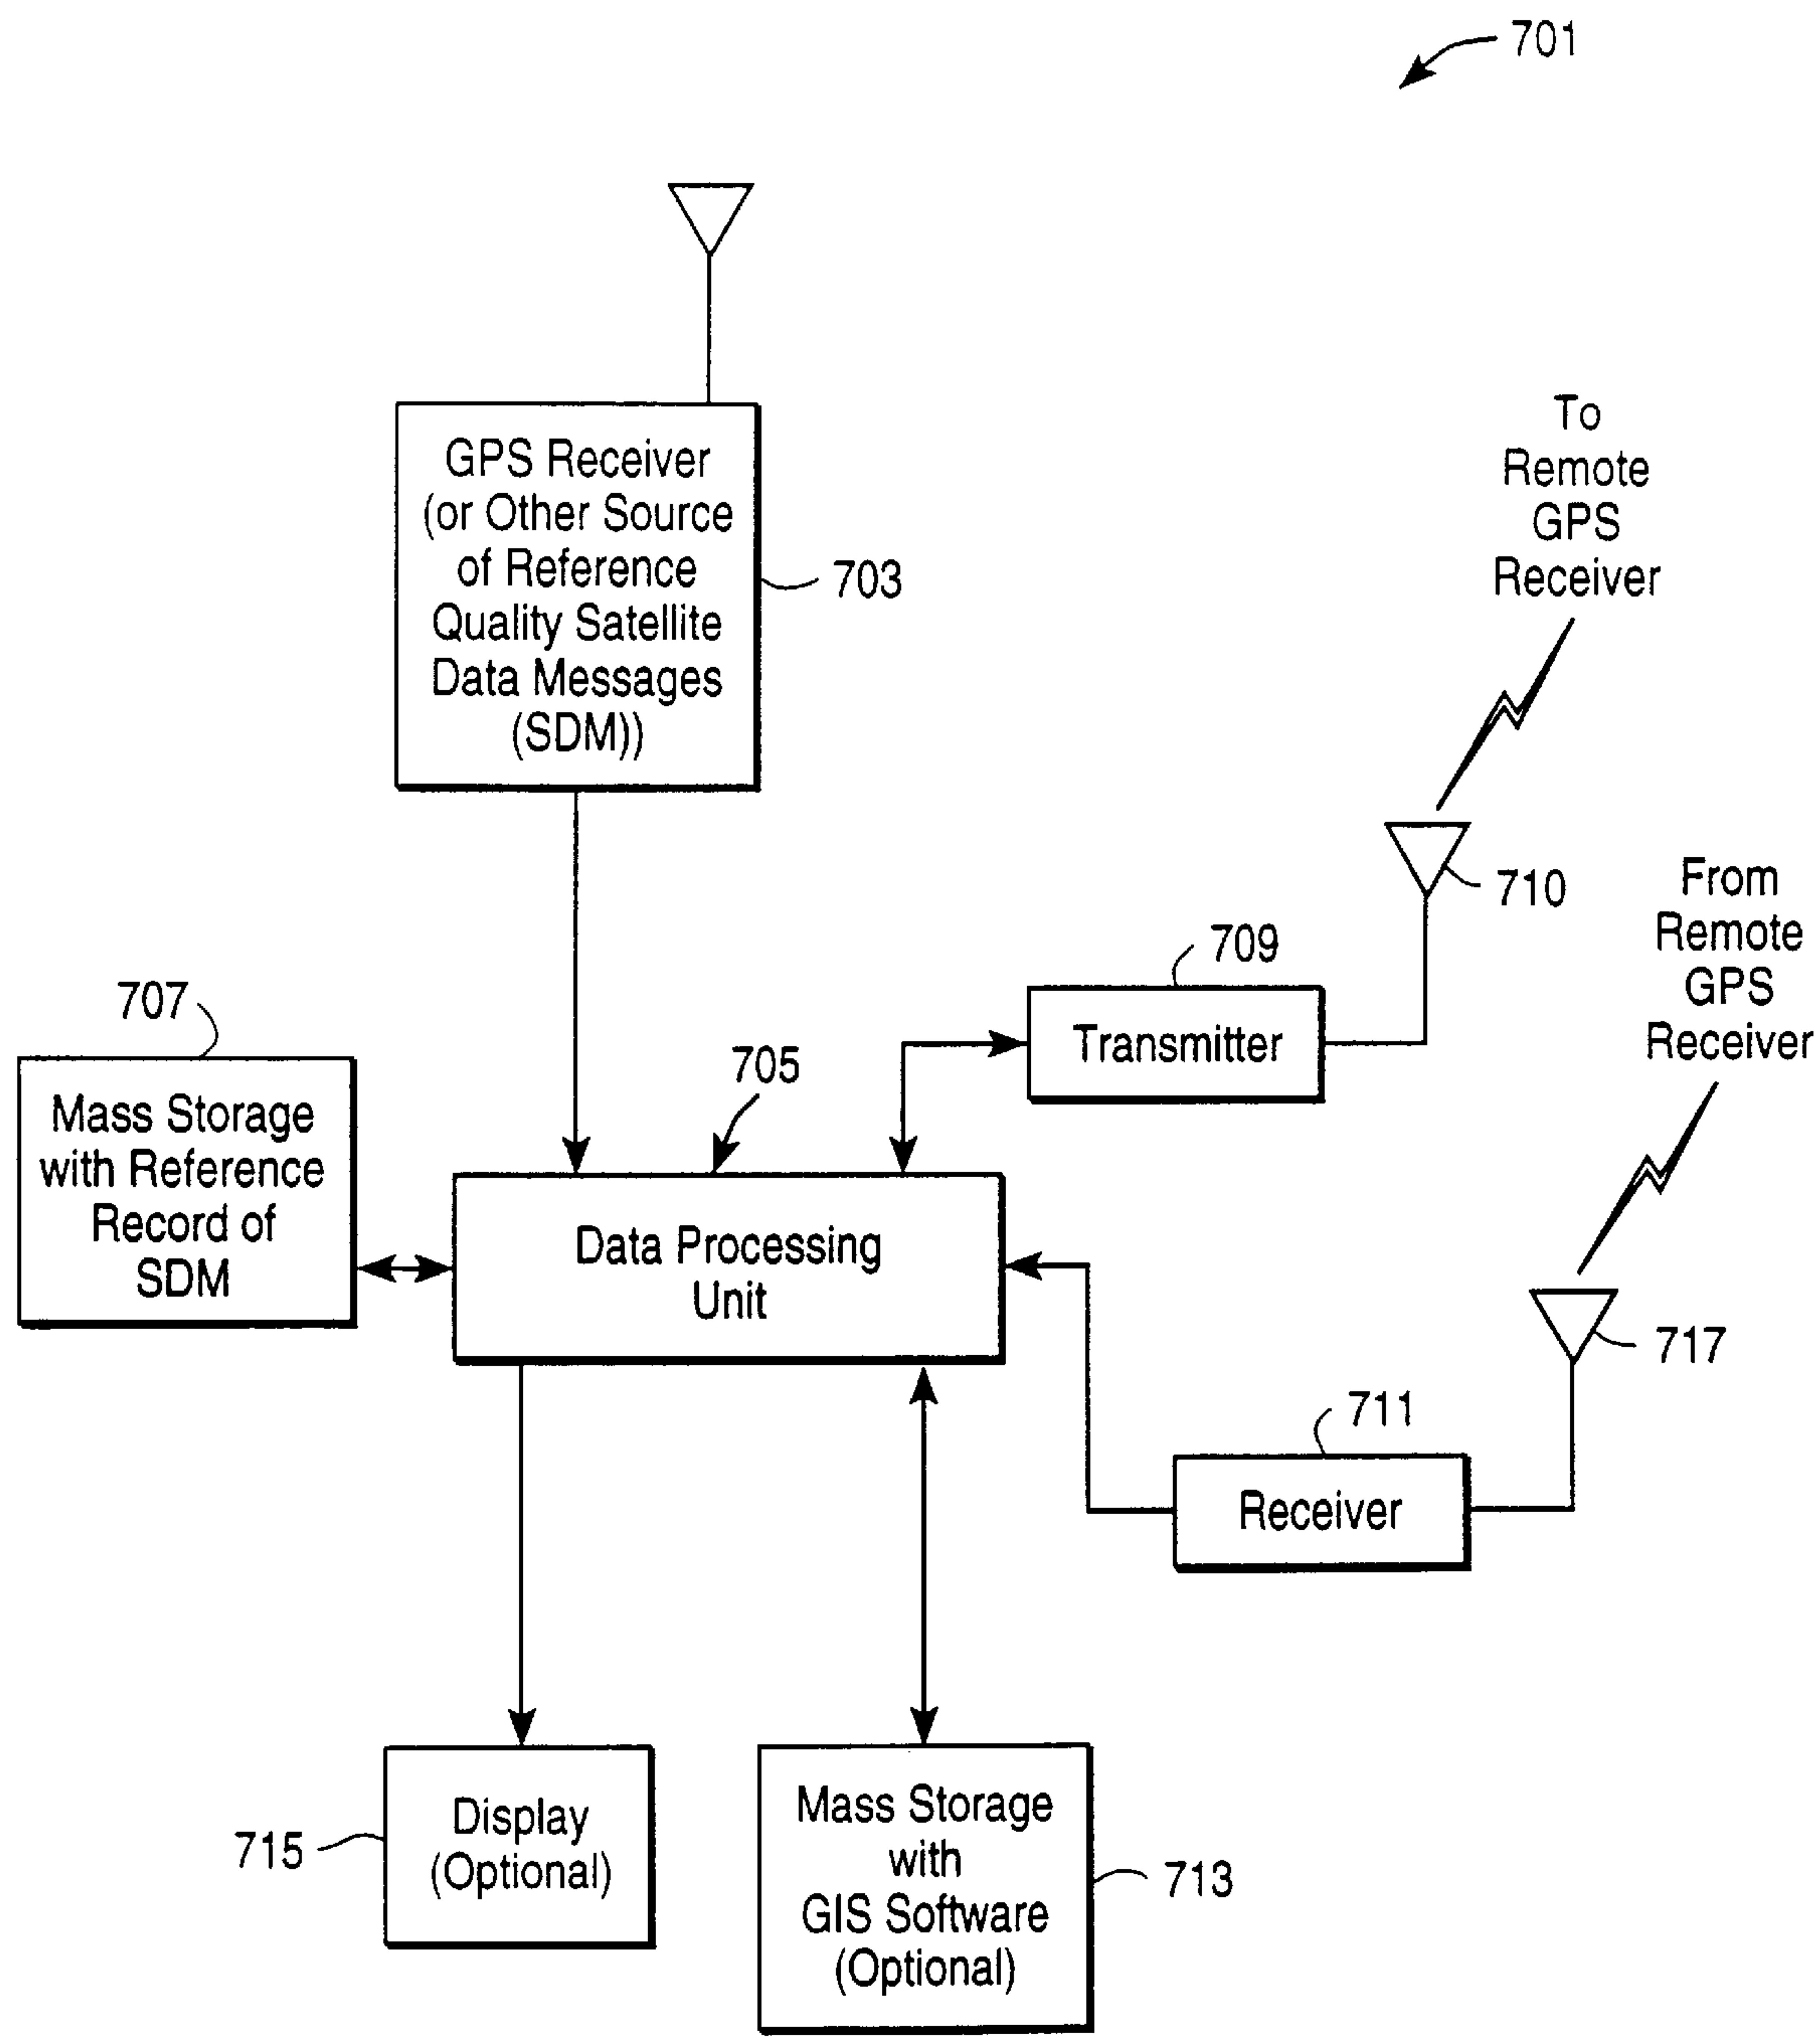 701
GPS Receiver
(or Other Source
of Reference
Quality Satellite
Data Messages
(SDM))
703
To
Remote
GPS
Receiver
710
From
Remote
GPS
Receiver
709
Transmitter
707
Mass Storage
with Reference
Record of
SDM
705
Data Processing
Unit
717
711
Receiver
Display
(Optional)
715
Mass Storage
with
GIS Software
(Optional)
713